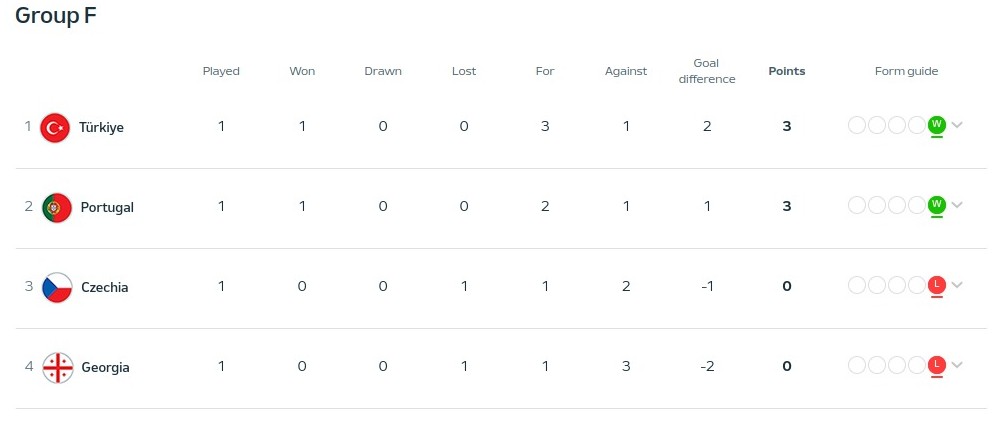 Group F
Played Won Drawn Lost For Against Goal difference Points Form guide
1 Türkiye 1 1 0 0 3 1 2 3 W
2 Portugal 1 1 0 0 2 1 1 3 W
3 Czechia 1 0 0 1 1 2 -1 0 L
4 Georgia 1 0 0 1 1 3 -2 0 L